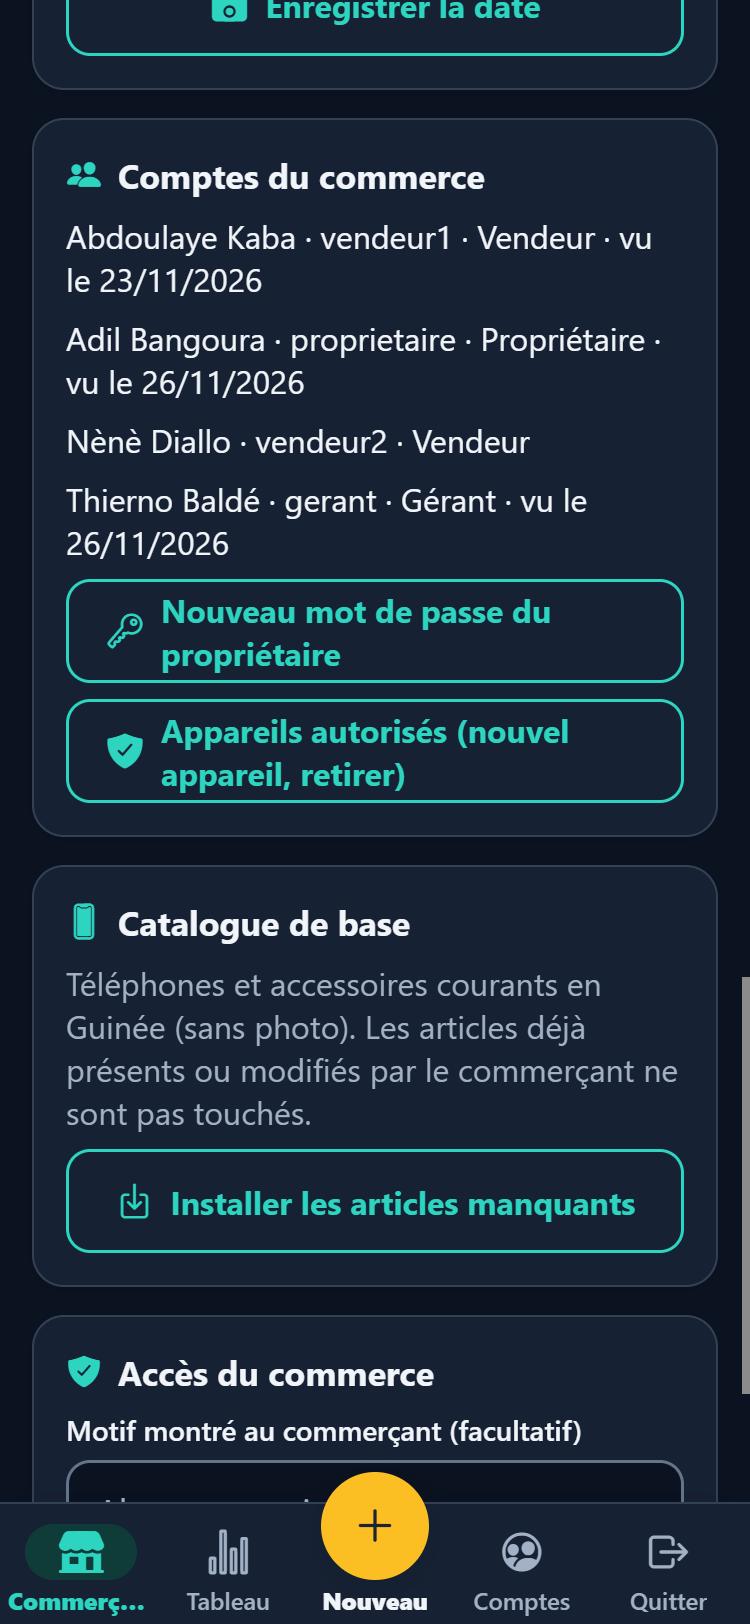 Enregistrer la date
Comptes du commerce
Abdoulaye Kaba · vendeur1 · Vendeur · vu
le 23/11/2026
Adil Bangoura · proprietaire · Propriétaire ·
vu le 26/11/2026
Nènè Diallo · vendeur2 · Vendeur
Thierno Baldé · gerant · Gérant · vu le
26/11/2026
Nouveau mot de passe du
propriétaire
Appareils autorisés (nouvel
appareil, retirer)
Catalogue de base
Téléphones et accessoires courants en
Guinée (sans photo). Les articles déjà
présents ou modifiés par le commerçant ne
sont pas touchés.
Installer les articles manquants
Accès du commerce
Motif montré au commerçant (facultatif)
Commerç...
Tableau
Nouveau
Comptes
Quitter